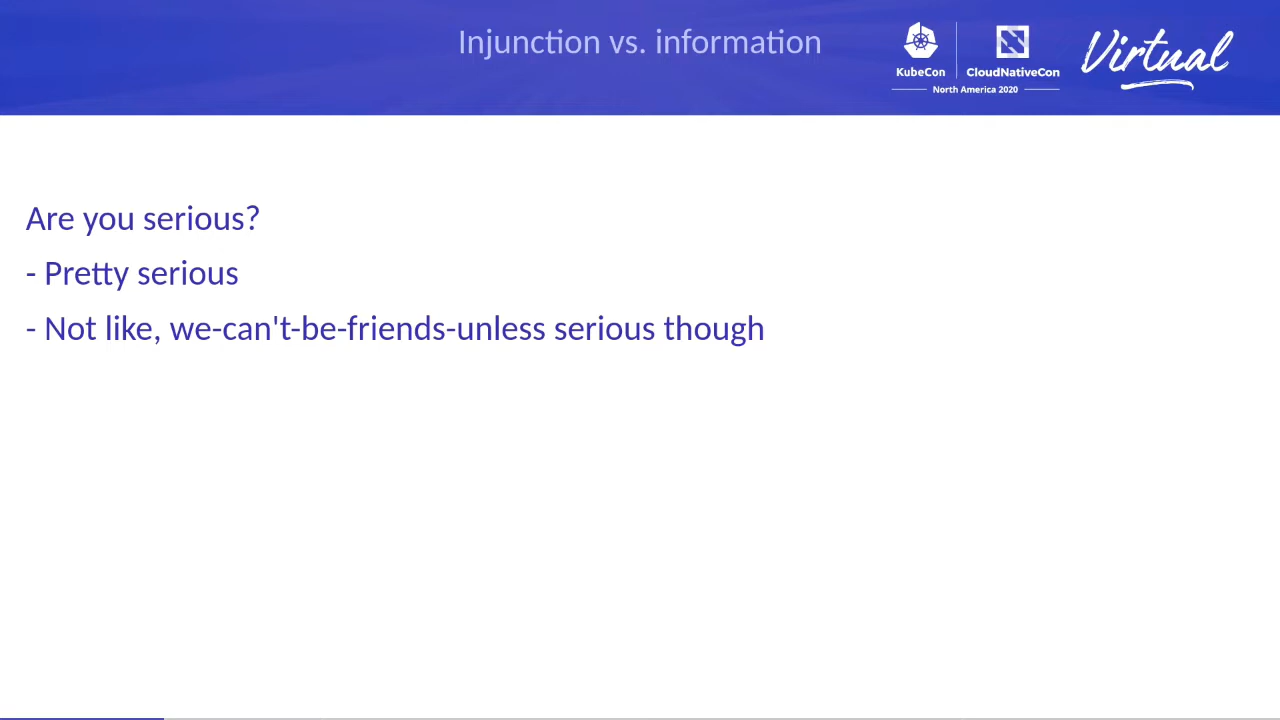 Injunction vs. information
KubeCon
CloudNativeCon
North America 2020
Virtual
Are you serious?
- Pretty serious
- Not like, we-can't-be-friends-unless serious though